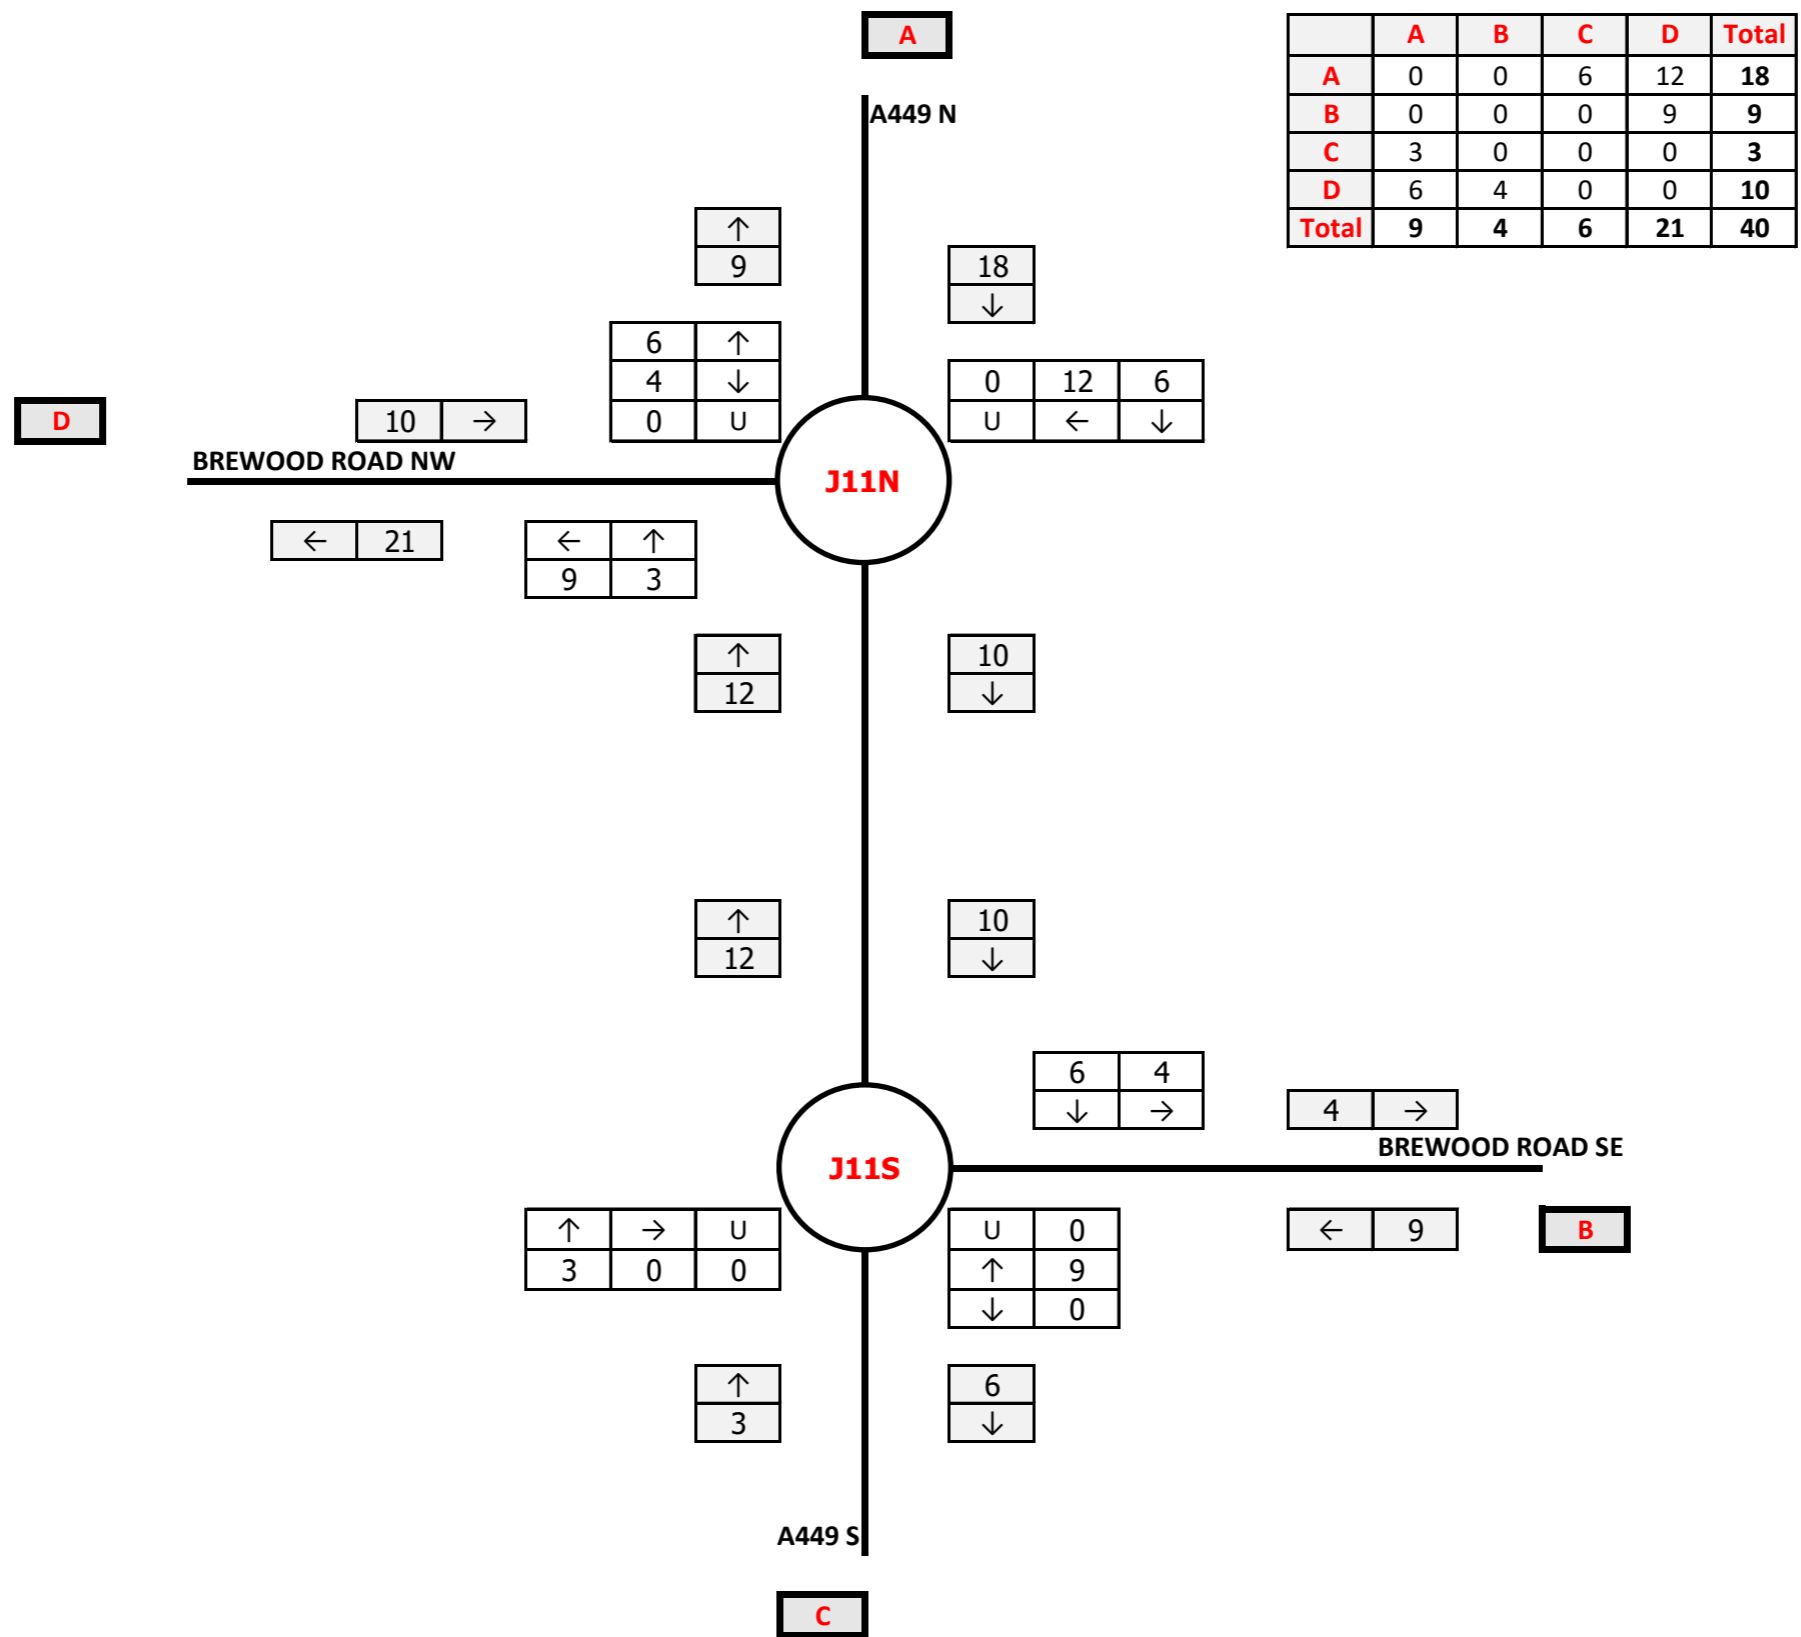 A
A B C D Total
A 0 0 6 12 18
B 0 0 0 9 9
C 3 0 0 0 3
D 6 4 0 0 10
Total 9 4 6 21 40
A449 N
↑
9
18
↓
6 ↑
4 ↓
0 U
0 12 6
U ← ↓
D
10 →
BREWOOD ROAD NW
J11N
← 21
← ↑
9 3
↑
12
10
↓
↑
12
10
↓
6 4
↓ →
4 →
BREWOOD ROAD SE
J11S
↑ → U
3 0 0
U 0
↑ 9
↓ 0
← 9
B
↑
3
6
↓
A449 S
C